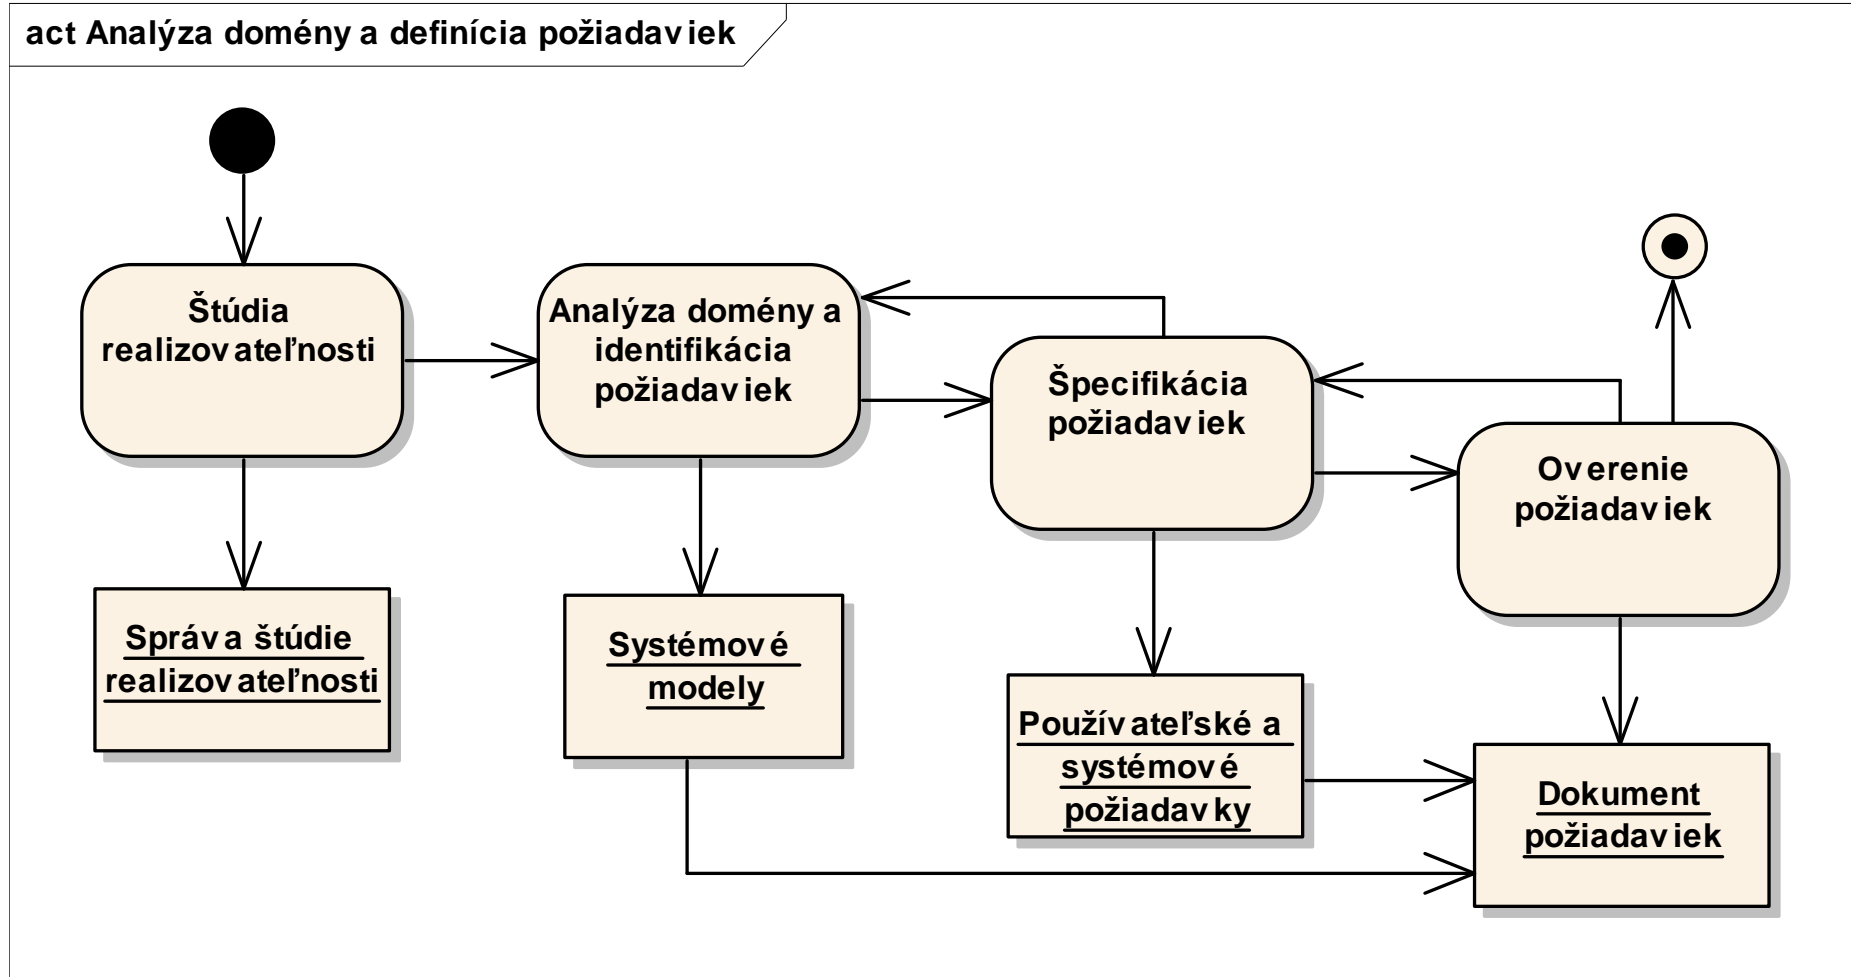 act Analýza domény a definícia požiadaviek
Štúdia
realizovateľnosti
Analýza domény a
identifikácia
požiadaviek
Špecifikácia
požiadaviek
Overenie
požiadaviek
Správa štúdie
realizovateľnosti
Systémové
modely
Používateľské a
systémové
požiadavky
Dokument
požiadaviek